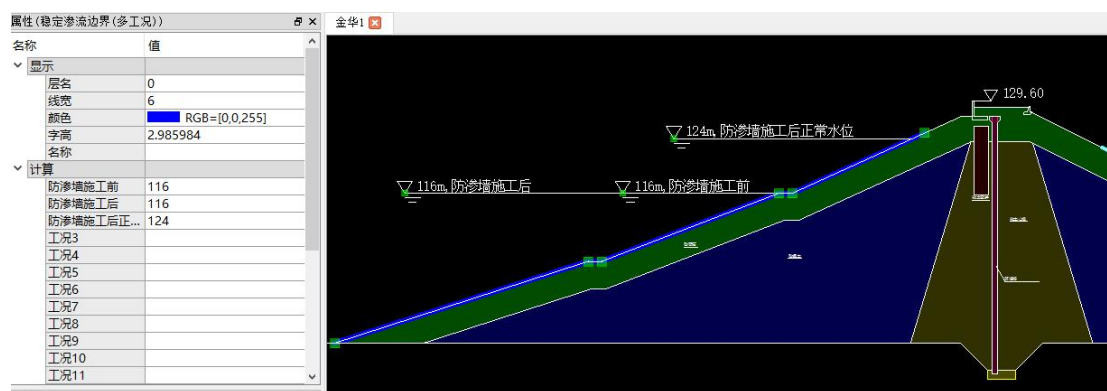 属性(稳定渗流边界(多工况))
金华1
名称 值
显示
层名 0
线宽 6
颜色 RGB=[0,0,255]
字高 2.985984
名称
计算
防渗墙施工前 116
防渗墙施工后 116
防渗墙施工后正... 124
工况3
工况4
工况5
工况6
工况7
工况8
工况9
工况10
工况11
129.60
124m,防渗墙施工后正常水位
116m,防渗墙施工后
116m,防渗墙施工前